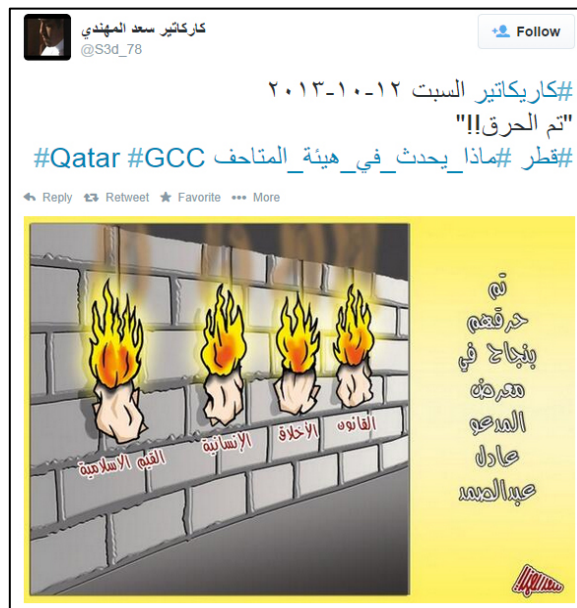 كاركاتير سعد المهندي
@S3d_78
Follow
#كاريكاتير السبت ١٢-١٠-٢٠١٣
"تم الحرق!!"
#قطر #ماذا_يحدث_في_هيئة_المتاحف #Qatar #GCC
Reply Retweet Favorite More
القيم الاسلامية
الإنسانية
الأخلاق
القانون
تم
حرقهم
بنجاح في
معرض
المدعو
عادل
عبدالصمد